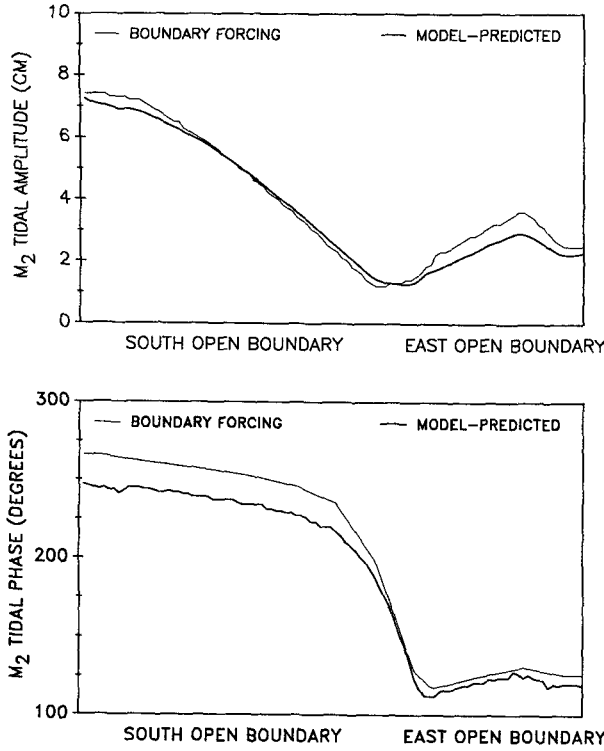 10
BOUNDARY FORCING
MODEL-PREDICTED
8
6
4
2
0
M2 TIDAL AMPLITUDE (CM)
SOUTH OPEN BOUNDARY
EAST OPEN BOUNDARY
300
BOUNDARY FORCING
MODEL-PREDICTED
200
100
M2 TIDAL PHASE (DEGREES)
SOUTH OPEN BOUNDARY
EAST OPEN BOUNDARY